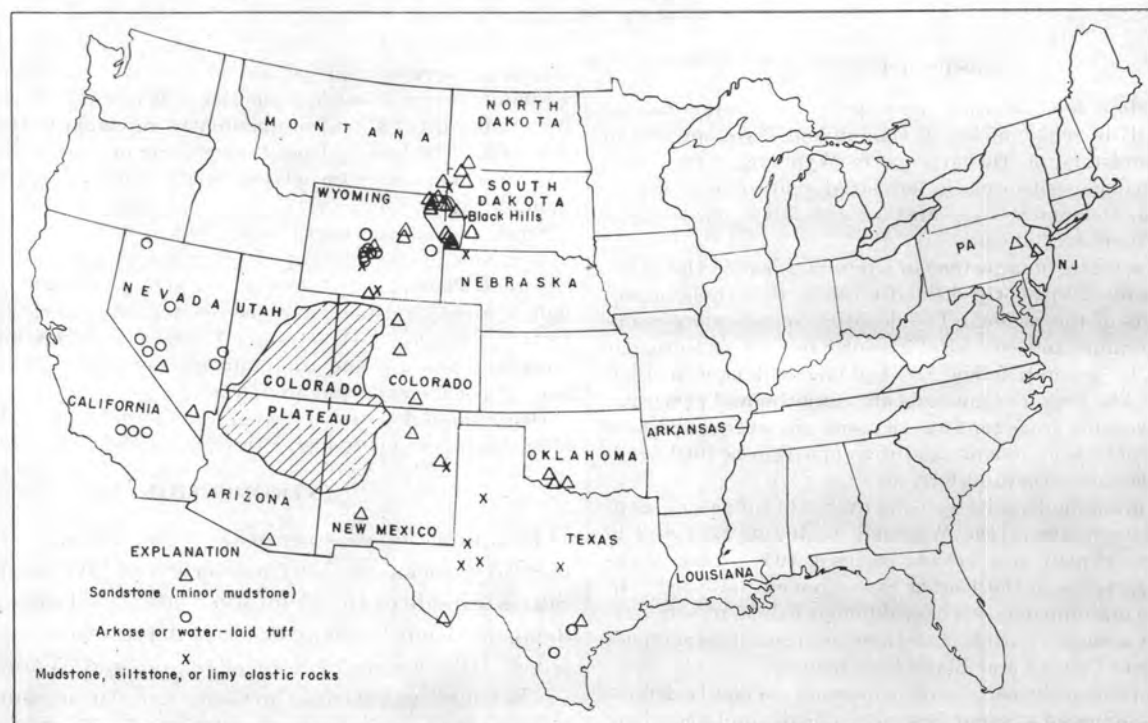 M NTANA
NORTH
DAKOTA
SOUTH
DAKOTA
WYOMING
Black Hills
NEBRASKA
NEVADA
UTAH
COLORADO
PLATEAU
COLORADO
CALIFORNIA
ARIZONA
NEW MEXICO
OKLAHOMA
TEXAS
ARKANSAS
LOUISIANA
PA
NJ
EXPLANATION
Sandstone (minor mudstone)
Arkose or water-laid tuff
Mudstone, siltstone, or limy clastic rocks